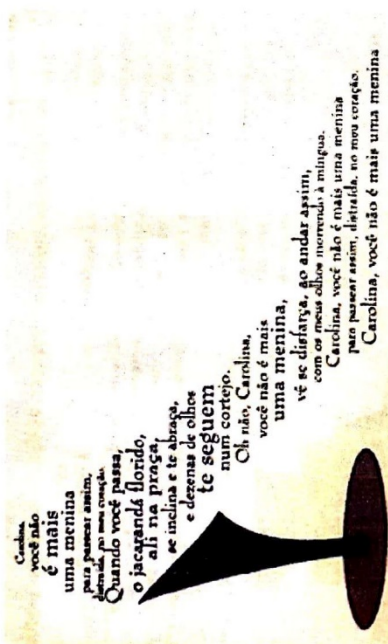 Carolina,
você não
é mais
uma menina
para passear assim,
distraída, no meu coração.
Quando você passa,
o jacarandá florido,
ali na praça,
se inclina e te abraça,
e dezenas de olhos
te seguem
num cortejo.
Oh não, Carolina,
você não é mais
uma menina,
vê se disfarça, ao andar assim,
com os meus olhos morrendo à míngua.
Carolina, você não é mais uma menina
para passear assim, distraída, no meu coração.
Carolina, você não é mais uma menina